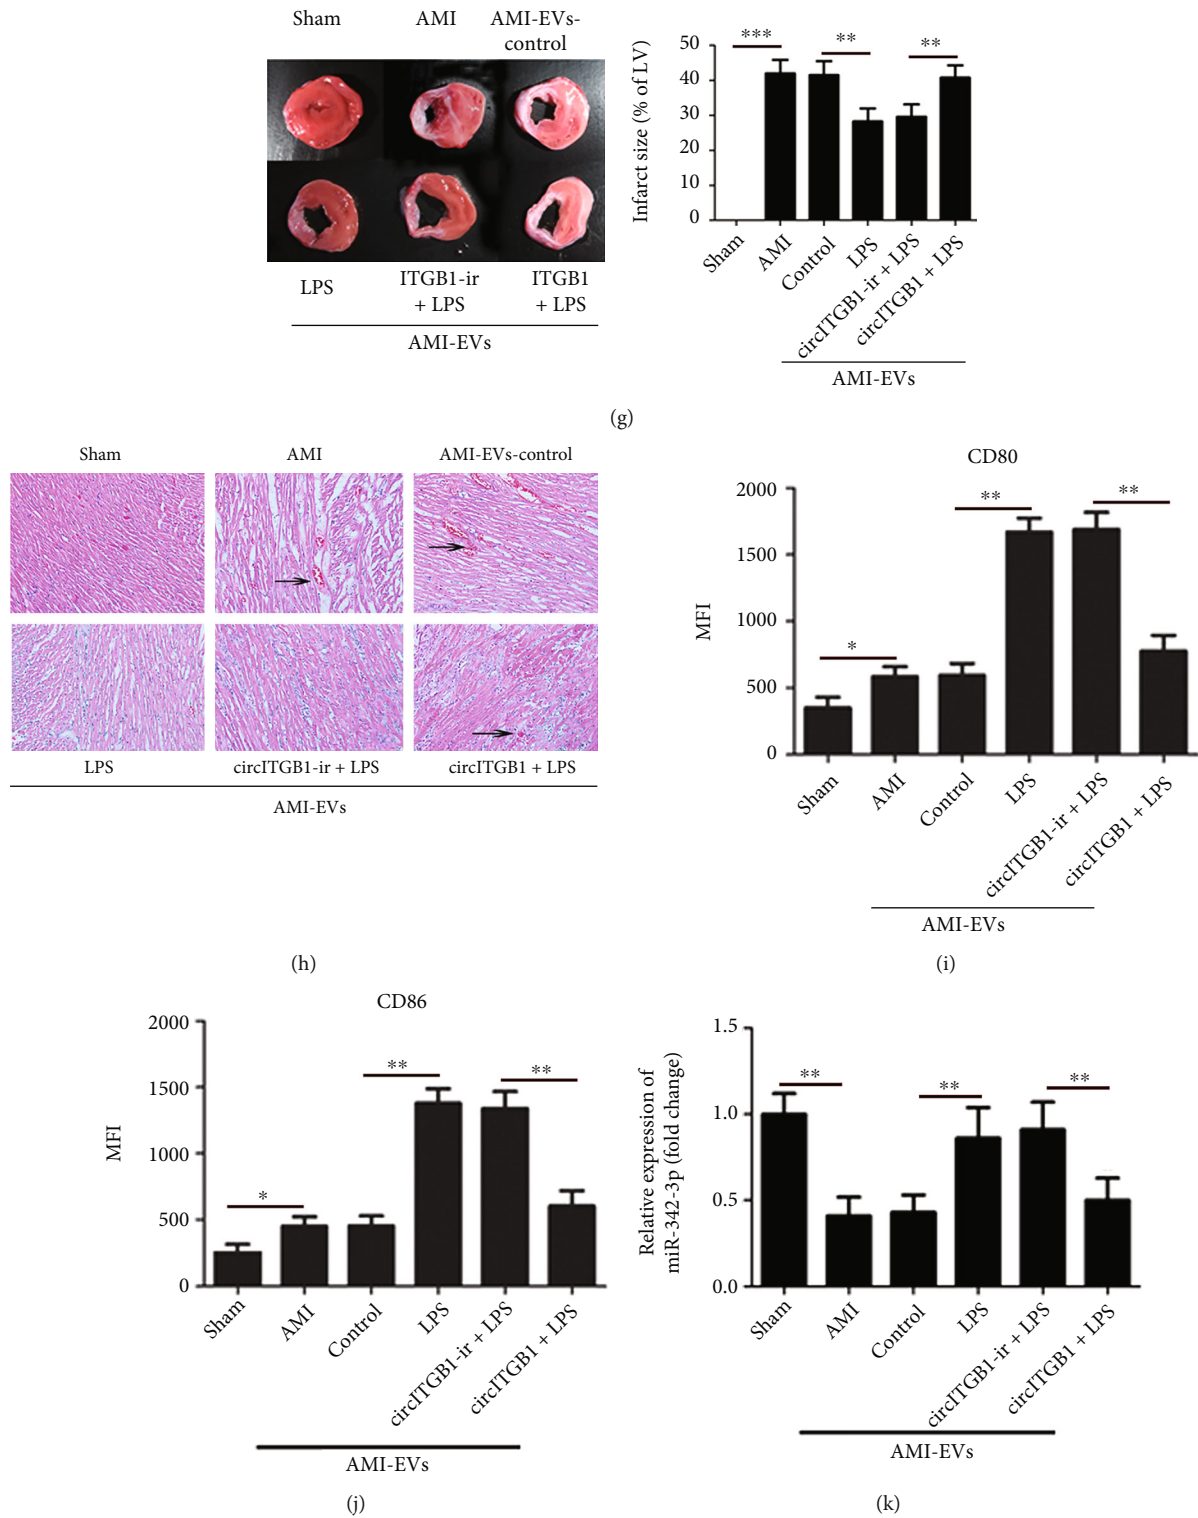 Sham
AMI
AMI-EVs-
control
LPS
ITGB1-ir
+ LPS
ITGB1
+ LPS
AMI-EVs
Infarct size (% of LV)
50
40
30
20
10
0
***
**
**
Sham
AMI
Control
LPS
circITGB1-ir + LPS
circITGB1 + LPS
AMI-EVs
(g)
Sham
AMI
AMI-EVs-control
LPS
circITGB1-ir + LPS
circITGB1 + LPS
AMI-EVs
(h)
CD80
MFI
2000
1500
1000
500
0
*
**
**
Sham
AMI
Control
LPS
circITGB1-ir + LPS
circITGB1 + LPS
AMI-EVs
(i)
CD86
MFI
2000
1500
1000
500
0
*
**
**
Sham
AMI
Control
LPS
circITGB1-ir + LPS
circITGB1 + LPS
AMI-EVs
(j)
Relative expression of
miR-342-3p (fold change)
1.5
1.0
0.5
0.0
**
**
**
Sham
AMI
Control
LPS
circITGB1-ir + LPS
circITGB1 + LPS
AMI-EVs
(k)